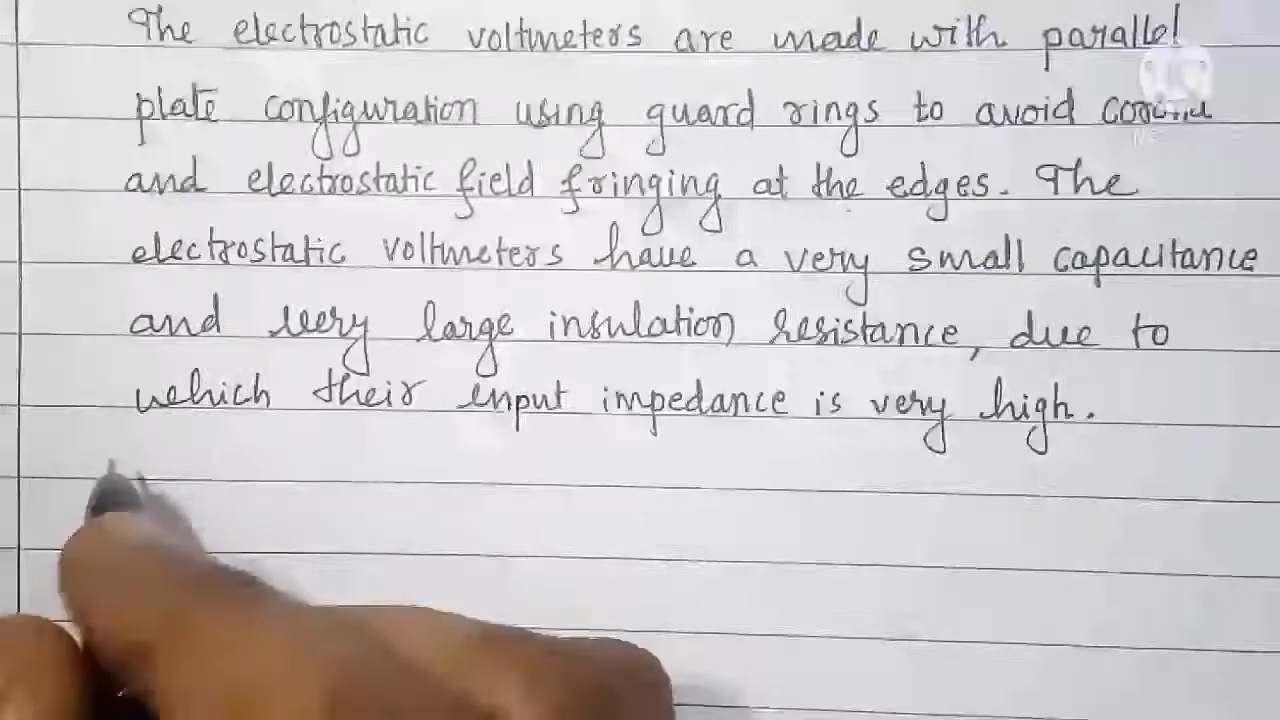 The electrostatic voltmeters are made with parallel
plate configuration using guard rings to avoid corona
and electrostatic field fringing at the edges. The
electrostatic voltmeters have a very small capacitance
and very large insulation resistance, due to
which their input impedance is very high.